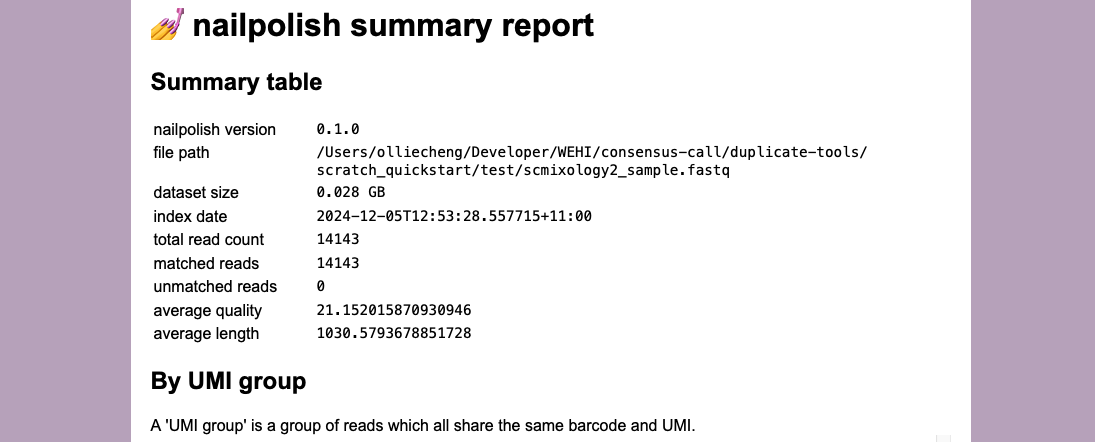 💅 nailpolish summary report
Summary table
nailpolish version 0.1.0
file path /Users/olliecheng/Developer/WEHI/consensus-call/duplicate-tools/
scratch_quickstart/test/scmixology2_sample.fastq
dataset size 0.028 GB
index date 2024-12-05T12:53:28.557715+11:00
total read count 14143
matched reads 14143
unmatched reads 0
average quality 21.152015870930946
average length 1030.5793678851728
By UMI group
A 'UMI group' is a group of reads which all share the same barcode and UMI.